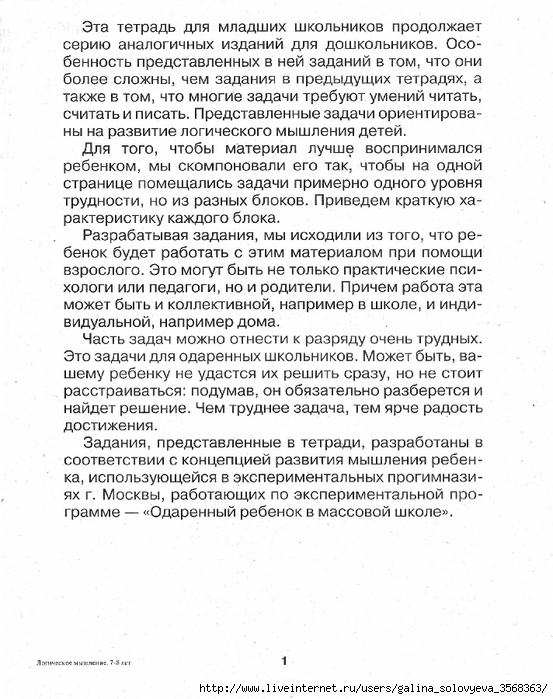 Эта тетрадь для младших школьников продолжает
серию аналогичных изданий для дошкольников. Осо-
бенность представленных в ней заданий в том, что они
более сложны, чем задания в предыдущих тетрадях, а
также в том, что многие задачи требуют умений читать,
считать и писать. Представленные задачи ориентирова-
ны на развитие логического мышления детей.
Для того, чтобы материал лучше воспринимался
ребенком, мы скомпоновали его так, чтобы на одной
странице помещались задачи примерно одного уровня
трудности, но из разных блоков. Приведем краткую ха-
рактеристику каждого блока.
Разрабатывая задания, мы исходили из того, что ре-
бенок будет работать с этим материалом при помощи
взрослого. Это могут быть не только практические пси-
хологи или педагоги, но и родители. Причем работа эта
может быть и коллективной, например в школе, и инди-
видуальной, например дома.
Часть задач можно отнести к разряду очень трудных.
Это задачи для одаренных школьников. Может быть, ва-
шему ребенку не удастся их решить сразу, но не стоит
расстраиваться: подумав, он обязательно разберется и
найдет решение. Чем труднее задача, тем ярче радость
достижения.
Задания, представленные в тетради, разработаны в
соответствии с концепцией развития мышления ребен-
ка, использующейся в экспериментальных прогимнази-
ях г. Москвы, работающих по экспериментальной про-
грамме — «Одаренный ребенок в массовой школе».
Логическое мышление. 7-8 лет
1
http://www.liveinternet.ru/users/galina_solovyeva_3568363/